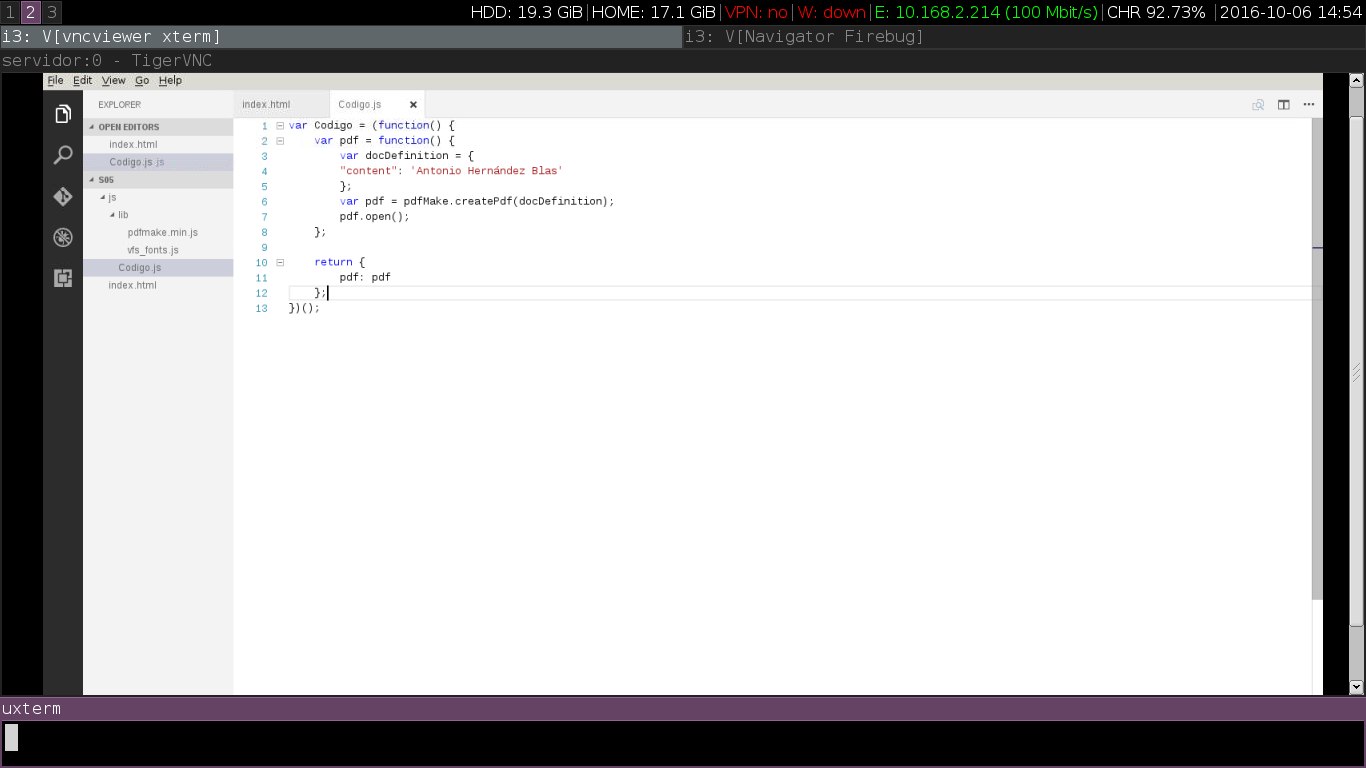 1 2 3 HDD: 19.3 GiB|HOME: 17.1 GiB|VPN: no|W: down|E: 10.168.2.214 (100 Mbit/s)|CHR 92.73% |2016-10-06 14:54
i3: V[vncviewer xterm] i3: V[Navigator Firebug]
servidor:0 - TigerVNC
File Edit View Go Help
EXPLORER
OPEN EDITORS
index.html
Codigo.js js
S05
js
lib
pdfmake.min.js
vfs_fonts.js
Codigo.js
index.html
index.html Codigo.js
1 var Codigo = (function() {
2     var pdf = function() {
3         var docDefinition = {
4         "content": 'Antonio Hernández Blas'
5         };
6         var pdf = pdfMake.createPdf(docDefinition);
7         pdf.open();
8     };
9
10     return {
11         pdf: pdf
12     };
13 })();
uxterm